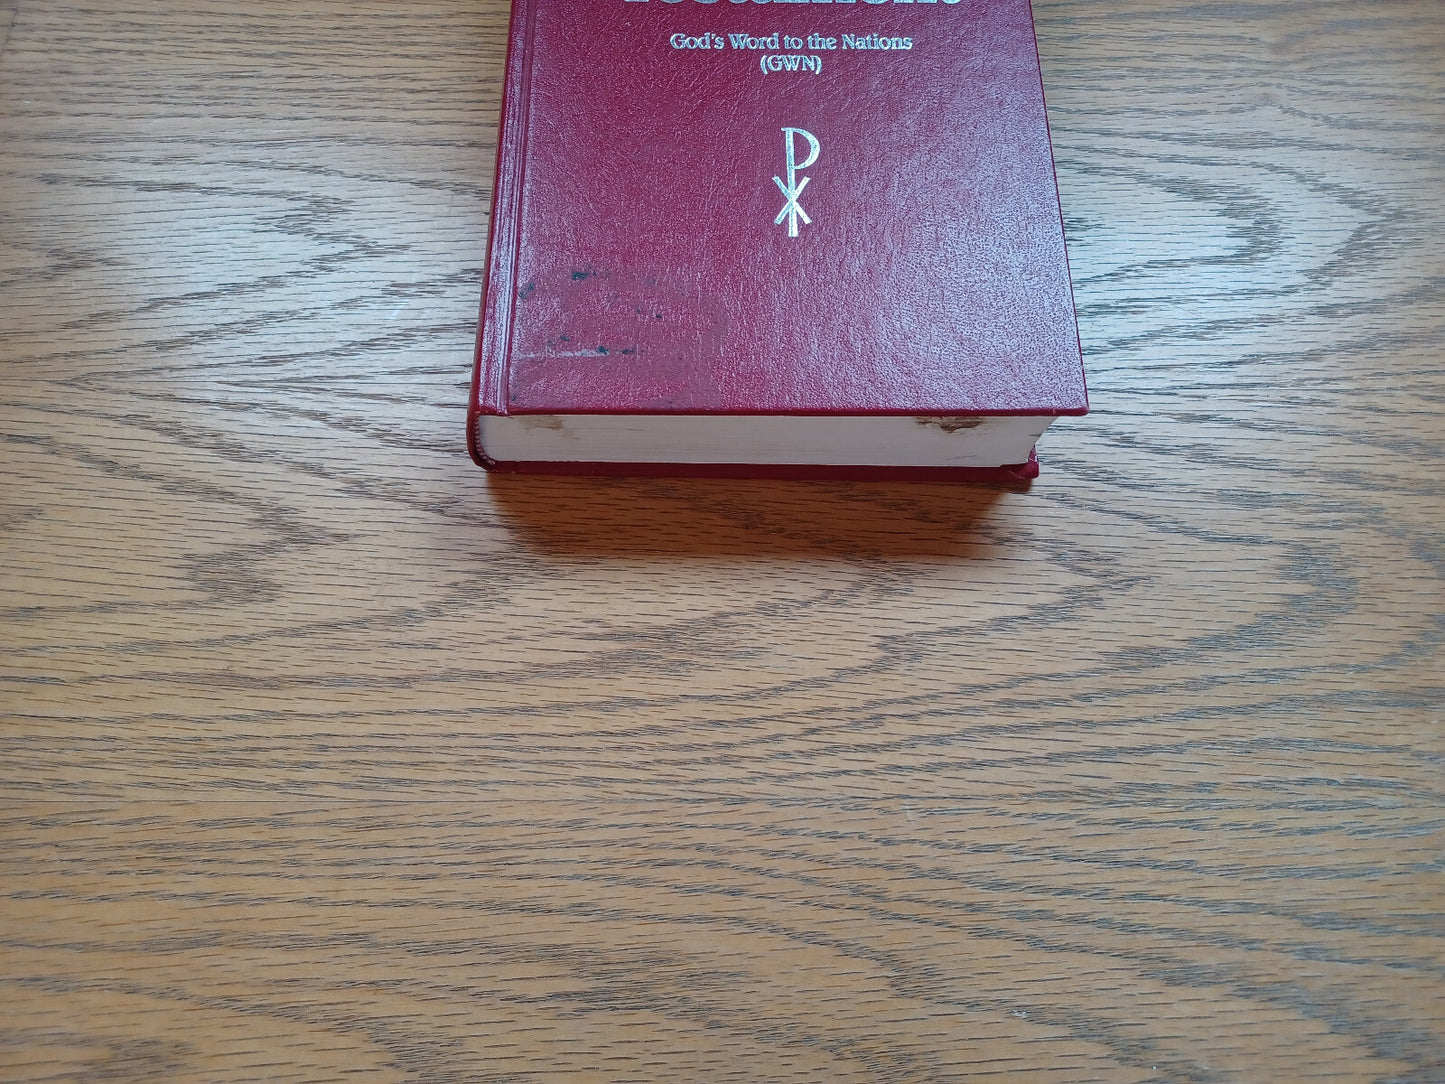 God's Word to the Nations
(GWN)